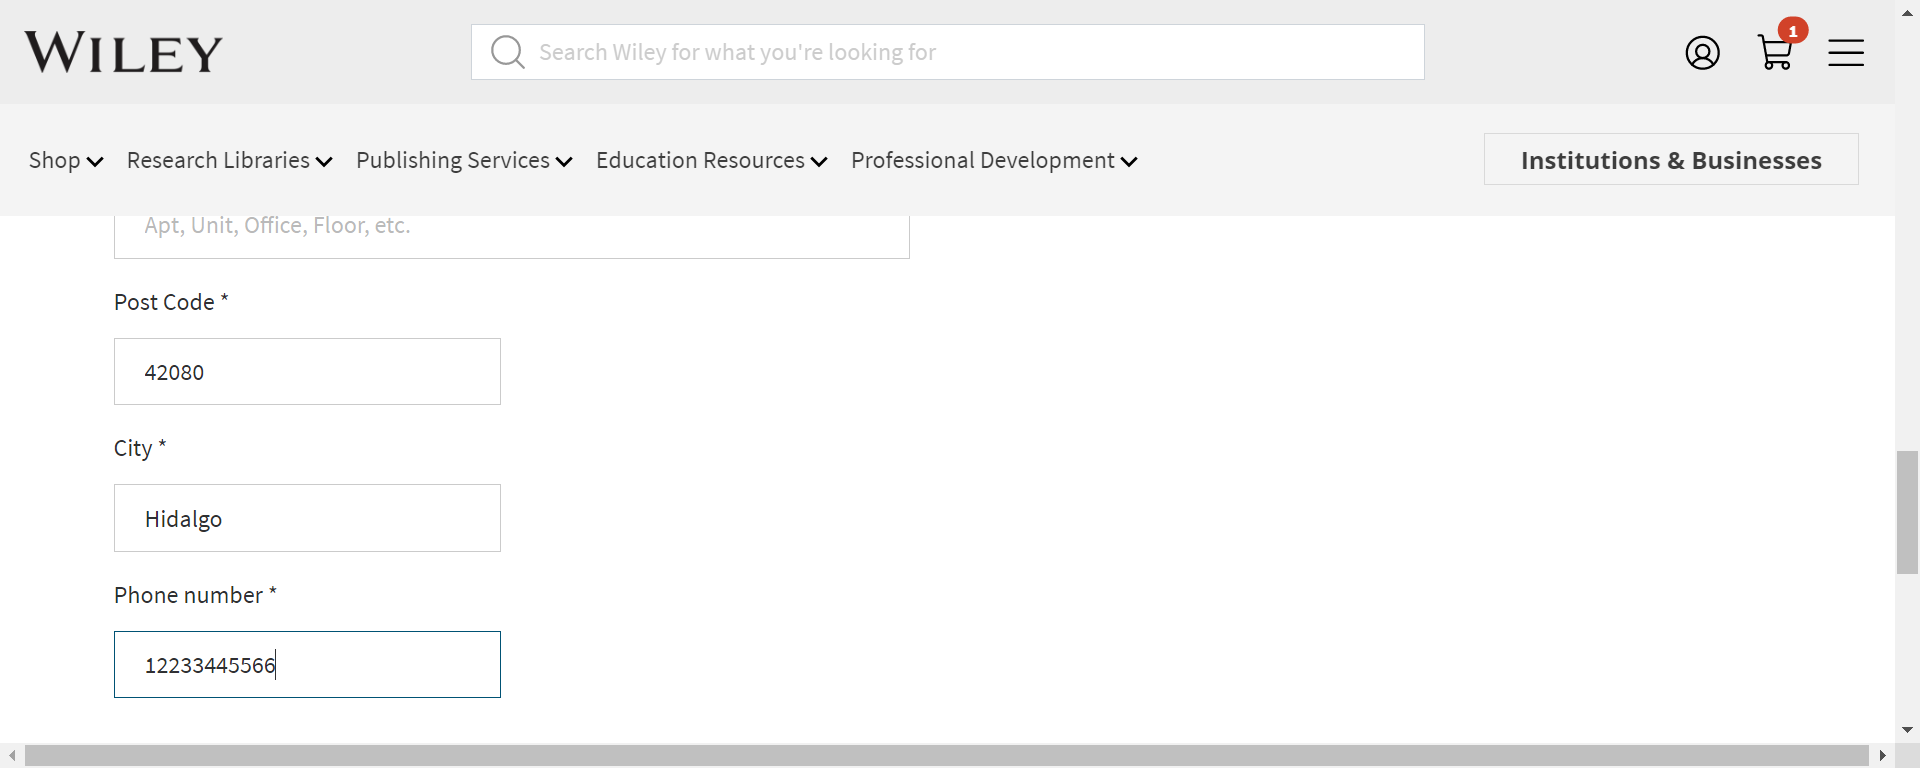 WILEY
Search Wiley for what you're looking for
1
Shop
Research Libraries
Publishing Services
Education Resources
Professional Development
Institutions & Businesses
Apt, Unit, Office, Floor, etc.
Post Code *
42080
City *
Hidalgo
Phone number *
12233445566